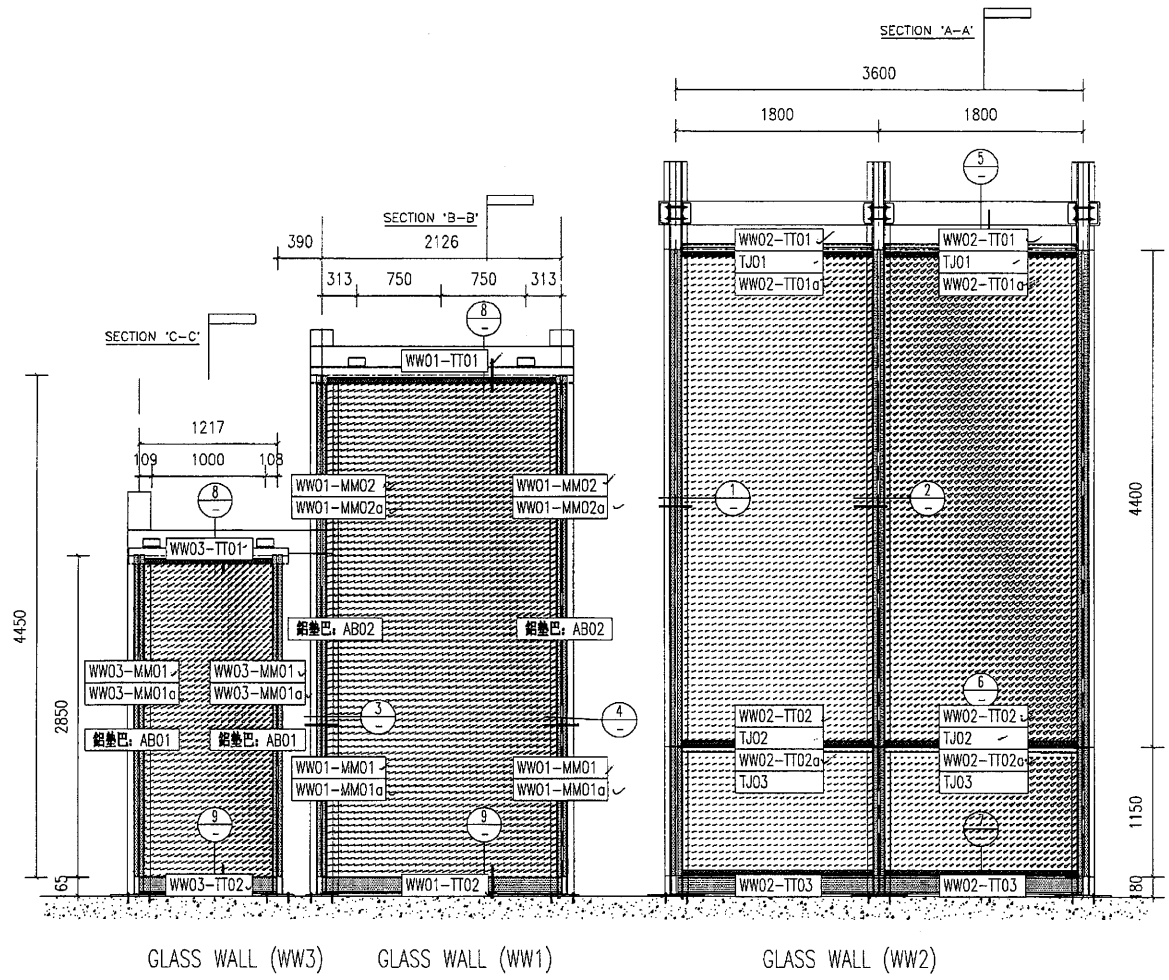 SECTION 'A-A'
3600
1800
1800
5
-
SECTION 'B-B'
390
2126
313
750
750
313
8
-
SECTION 'C-C'
WW01-TT01
1217
109
1000
108
8
-
WW03-TT01
WW02-TT01
TJ01
WW02-TT01a
WW02-TT01
TJ01
WW02-TT01a
WW01-MM02
WW01-MM02a
WW01-MM02
WW01-MM02a
1
-
2
-
4400
4450
2850
鋁墊巴: AB02
鋁墊巴: AB02
WW03-MM01
WW03-MM01a
WW03-MM01
WW03-MM01a
3
-
4
-
6
-
鋁墊巴: AB01
鋁墊巴: AB01
WW02-TT02
TJ02
WW02-TT02a
TJ03
WW02-TT02
TJ02
WW02-TT02a
TJ03
WW01-MM01
WW01-MM01a
WW01-MM01
WW01-MM01a
1150
9
-
9
-
7
-
65
180
WW03-TT02
WW01-TT02
WW02-TT03
WW02-TT03
GLASS WALL (WW3)
GLASS WALL (WW1)
GLASS WALL (WW2)